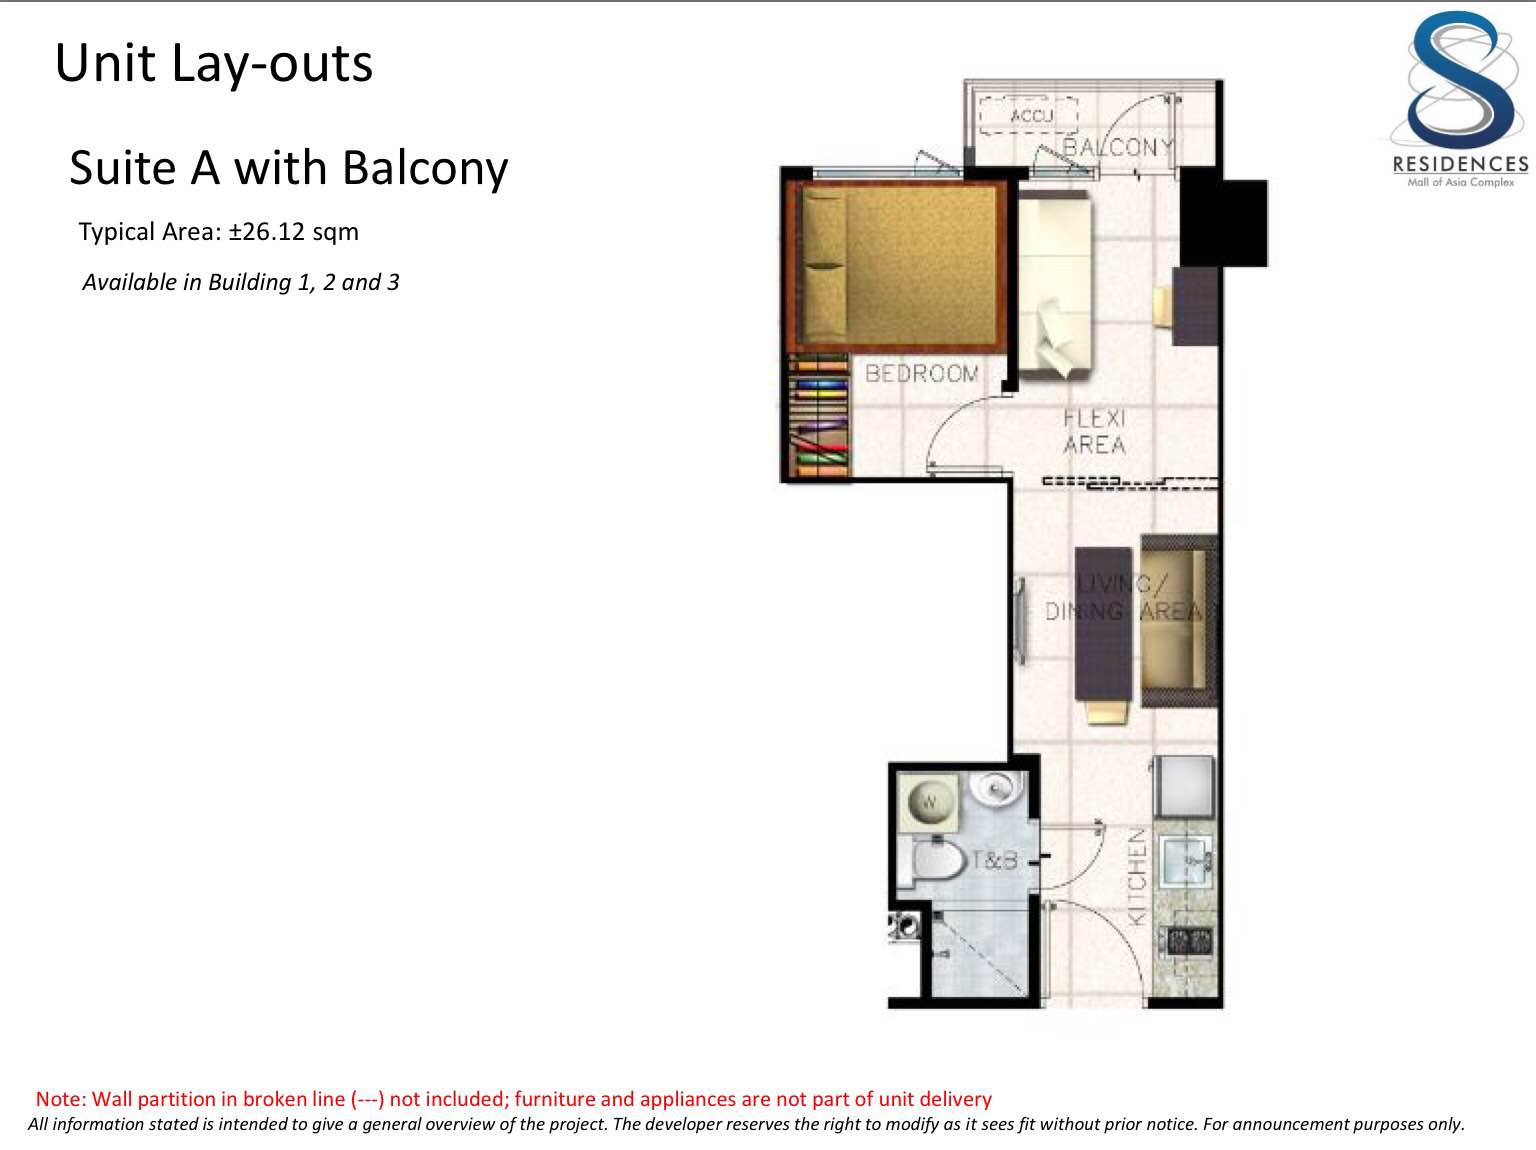 Unit Lay-outs
Suite A with Balcony
Typical Area: ±26.12 sqm
Available in Building 1, 2 and 3
S
RESIDENCES
Mall of Asia Complex
ACCU
BALCONY
BEDROOM
FLEXI
AREA
LIVING/
DINING AREA
W
T&B
KITCHEN
Note: Wall partition in broken line (---) not included; furniture and appliances are not part of unit delivery
All information stated is intended to give a general overview of the project. The developer reserves the right to modify as it sees fit without prior notice. For announcement purposes only.